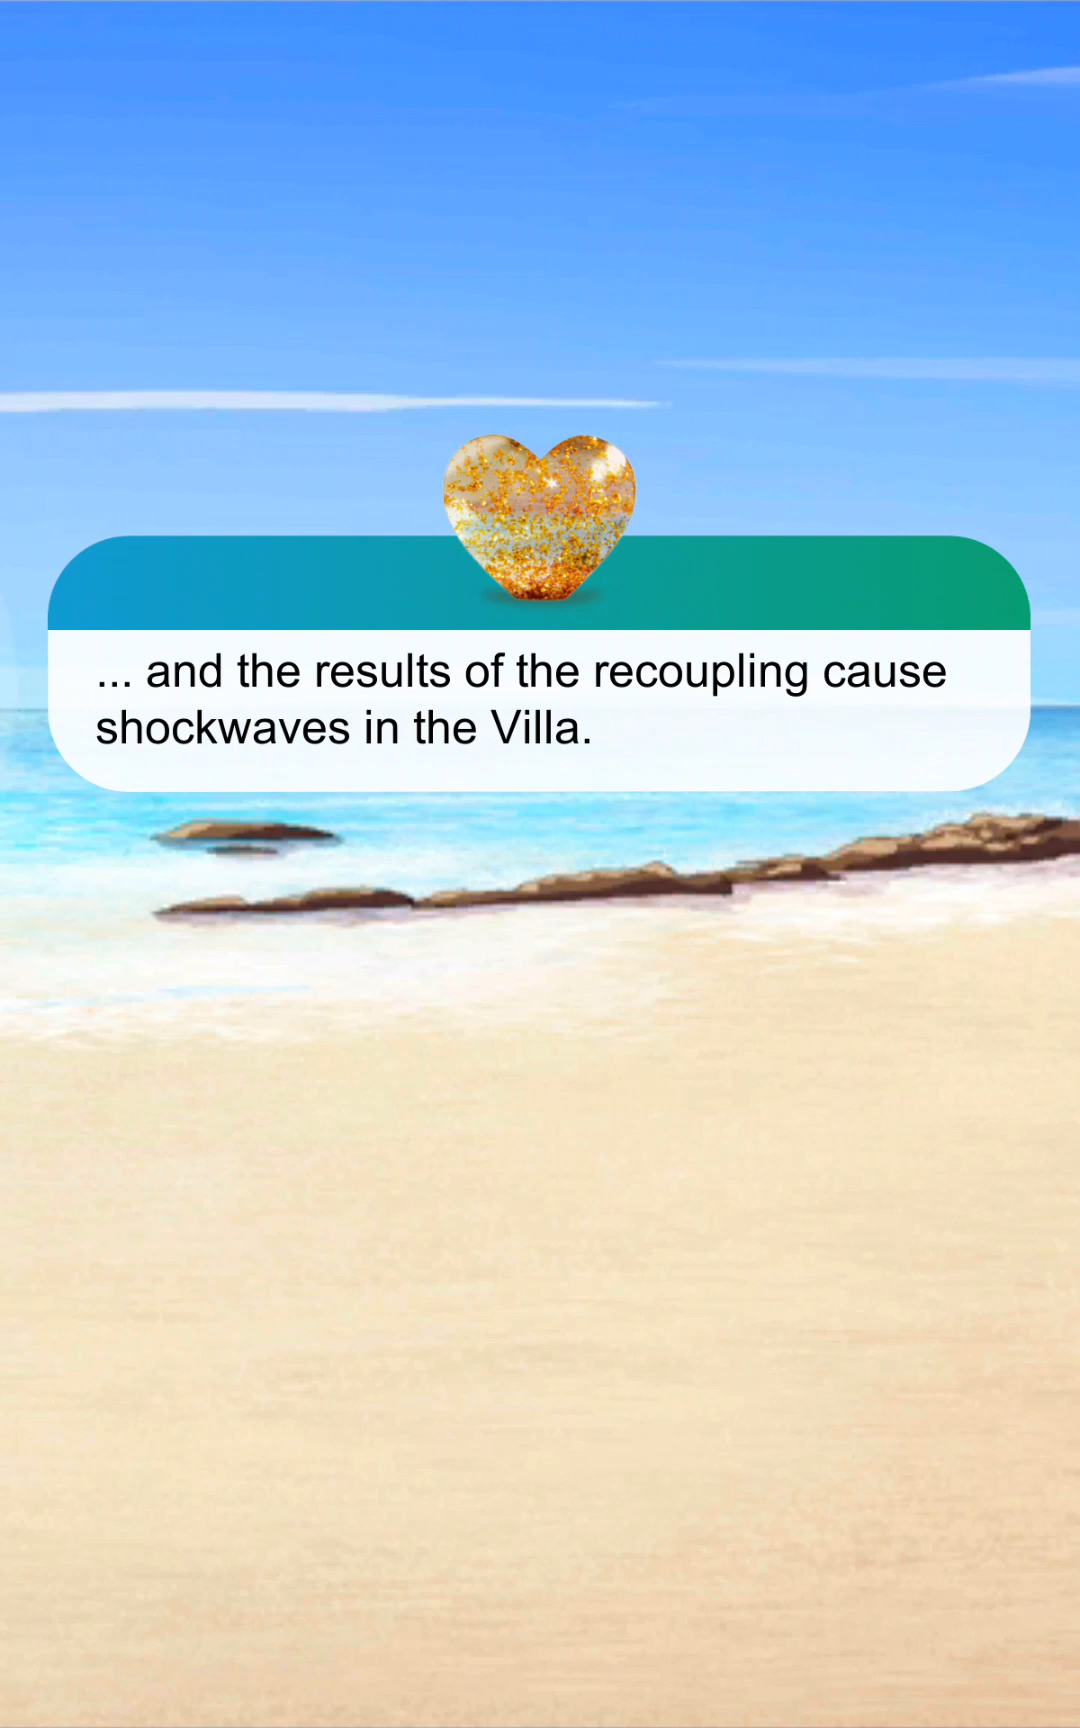 ... and the results of the recoupling cause
shockwaves in the Villa.